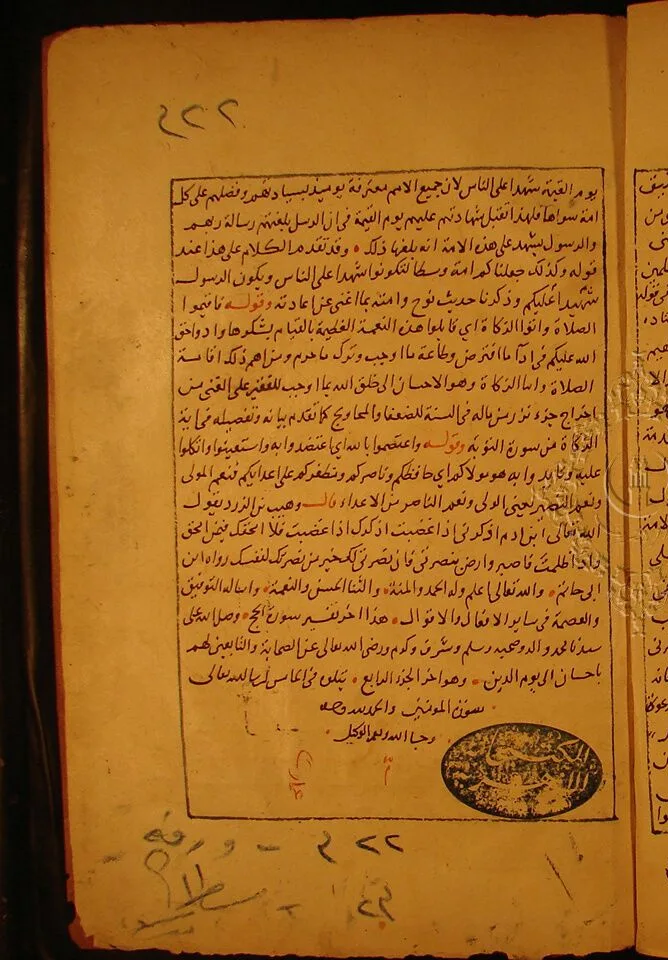 ٢٢٤
يوم القيمة شهدا على الناس لان جميع الامم معترفة يوميذ بسيادتهم وفضلهم على كل
امة سواها فلهذا تقبل شهادتهم عليهم يوم القيمة في ان الرسل بلغتهم رسالة ربهم
والرسول يشهد على هذه الامة انه بلغها ذلك وقد تقدم الكلام على هذا عند
قوله وكذلك جعلناكم امة وسطا لتكونوا شهدا على الناس ويكون الرسول
شهيدا عليكم وذكرنا حديث نوح وامته بما اغنى عن اعادته وقوله فاقيموا
الصلاة واتوا الزكاة اي قابلوا هذه النعمة العظيمة بالقيام بشكرها وادوا حق
الله عليكم في ادآ ما افترض وطاعة ما اوجب وترك ما حرم ومن اهم ذلك اقامة
الصلاة وايتا الزكاة وهو الاحسان الى خلق الله بما اوجب للفقير على الغني من
اخراج جزء نزر من ماله في السنة للضعفا والمحاويج كما تقدم بيانه وتفصيله في اية
الزكاة من سورة التوبة وقوله واعتصموا بالله اي اعتضدوا به واستعينوا واتكلوا
عليه وتايدوا به هو مولاكم اي حافظكم وناصركم ومظفركم على اعدائكم فنعم المولى
ونعم النصير يعني الولي ونعم الناصر من الاعداء قال وهيب بن الورد يقول
الله تعالى ابن ادم اذكرني اذا غضبت اذكرك اذا غضبت فلا امحقك فيمن امحق
واذا ظلمت فاصبر وارض بنصرتي فان نصرتي لك خير من نصرتك لنفسك رواه ابن
ابي حاتم والله تعالى اعلم وله الحمد والمنة والثنا الحسن والنعمة واساله التوفيق
والعصمة في ساير الافعال والاقوال هذا اخر تفسير سورة الحج وصلى الله على
سيدنا محمد واله وصحبه وسلم وشرف وكرم ورضي الله تعالى عن الصحابة والتابعين لهم
باحسان الى يوم الدين وهو اخر الجزء الرابع يتلوه في الخامس ان شا الله تعالى
سورة المومنين والحمد لله وحده
وحسبنا الله ونعم الوكيل
٢٢٤ ورقة